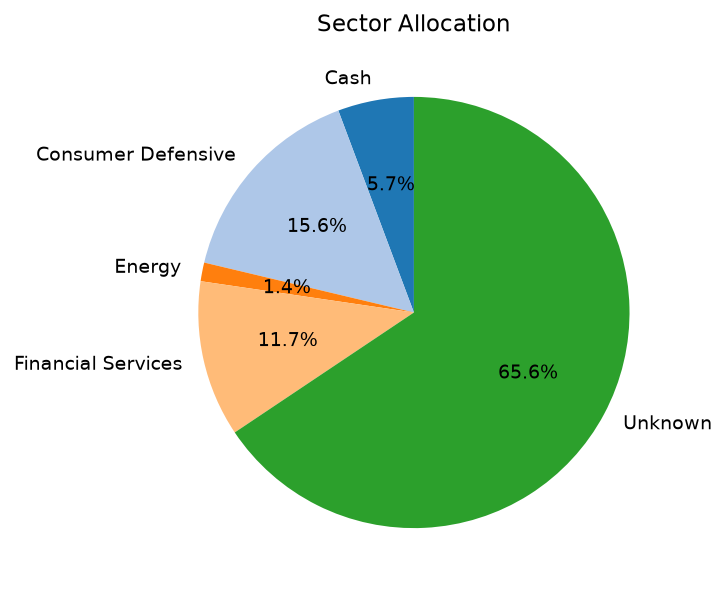 Sector Allocation
Cash
5.7%
Consumer Defensive
15.6%
Energy
1.4%
Financial Services
11.7%
65.6%
Unknown